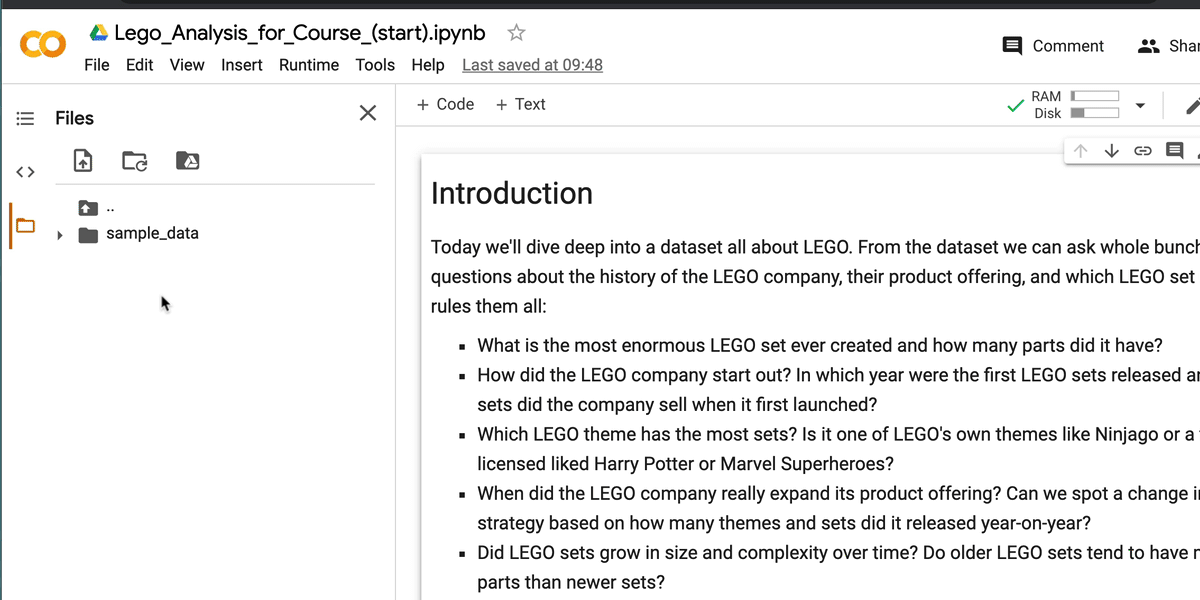 Lego_Analysis_for_Course_(start).ipynb
File Edit View Insert Runtime Tools Help Last saved at 09:48
Comment
+ Code + Text
RAM
Disk
Files
..
sample_data
Introduction
Today we'll dive deep into a dataset all about LEGO. From the dataset we can ask whole
questions about the history of the LEGO company, their product offering, and which LEGO set
rules them all:
▪ What is the most enormous LEGO set ever created and how many parts did it have?
▪ How did the LEGO company start out? In which year were the first LEGO sets released
sets did the company sell when it first launched?
▪ Which LEGO theme has the most sets? Is it one of LEGO's own themes like Ninjago or a
licensed liked Harry Potter or Marvel Superheroes?
▪ When did the LEGO company really expand its product offering? Can we spot a change
strategy based on how many themes and sets did it released year-on-year?
▪ Did LEGO sets grow in size and complexity over time? Do older LEGO sets tend to have
parts than newer sets?